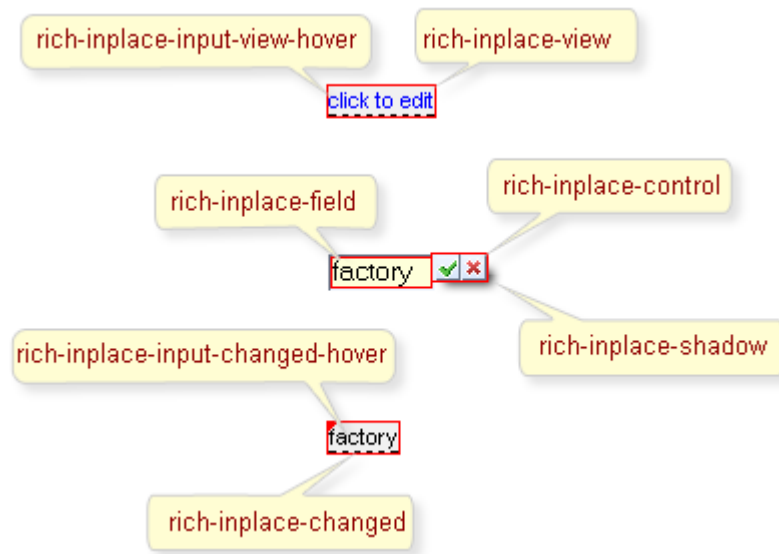 rich-inplace-input-view-hover
rich-inplace-view
click to edit
rich-inplace-field
rich-inplace-control
factory
rich-inplace-shadow
rich-inplace-input-changed-hover
factory
rich-inplace-changed